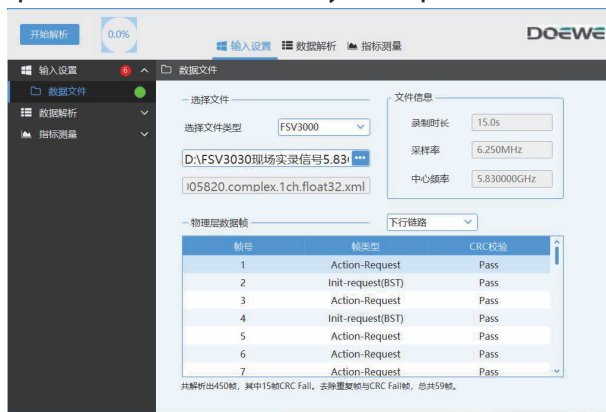 开始解析
0.0%
输入设置 数据解析 指标测量
DOEWE
输入设置 6
数据文件
数据解析
指标测量
数据文件
选择文件
选择文件类型 FSV3000
D:\FSV3030现场实录信号5.83
05820.complex.1ch.float32.xml
文件信息
录制时长 15.0s
采样率 6.250MHz
中心频率 5.830000GHz
物理层数据帧 下行链路
帧号 帧类型 CRC校验
1 Action-Request Pass
2 Init-request(BST) Pass
3 Action-Request Pass
4 Init-request(BST) Pass
5 Action-Request Pass
6 Action-Request Pass
7 Action-Request Pass
共解析出450帧，其中15帧CRC Fail。去除重复帧与CRC Fail帧，总共59帧。